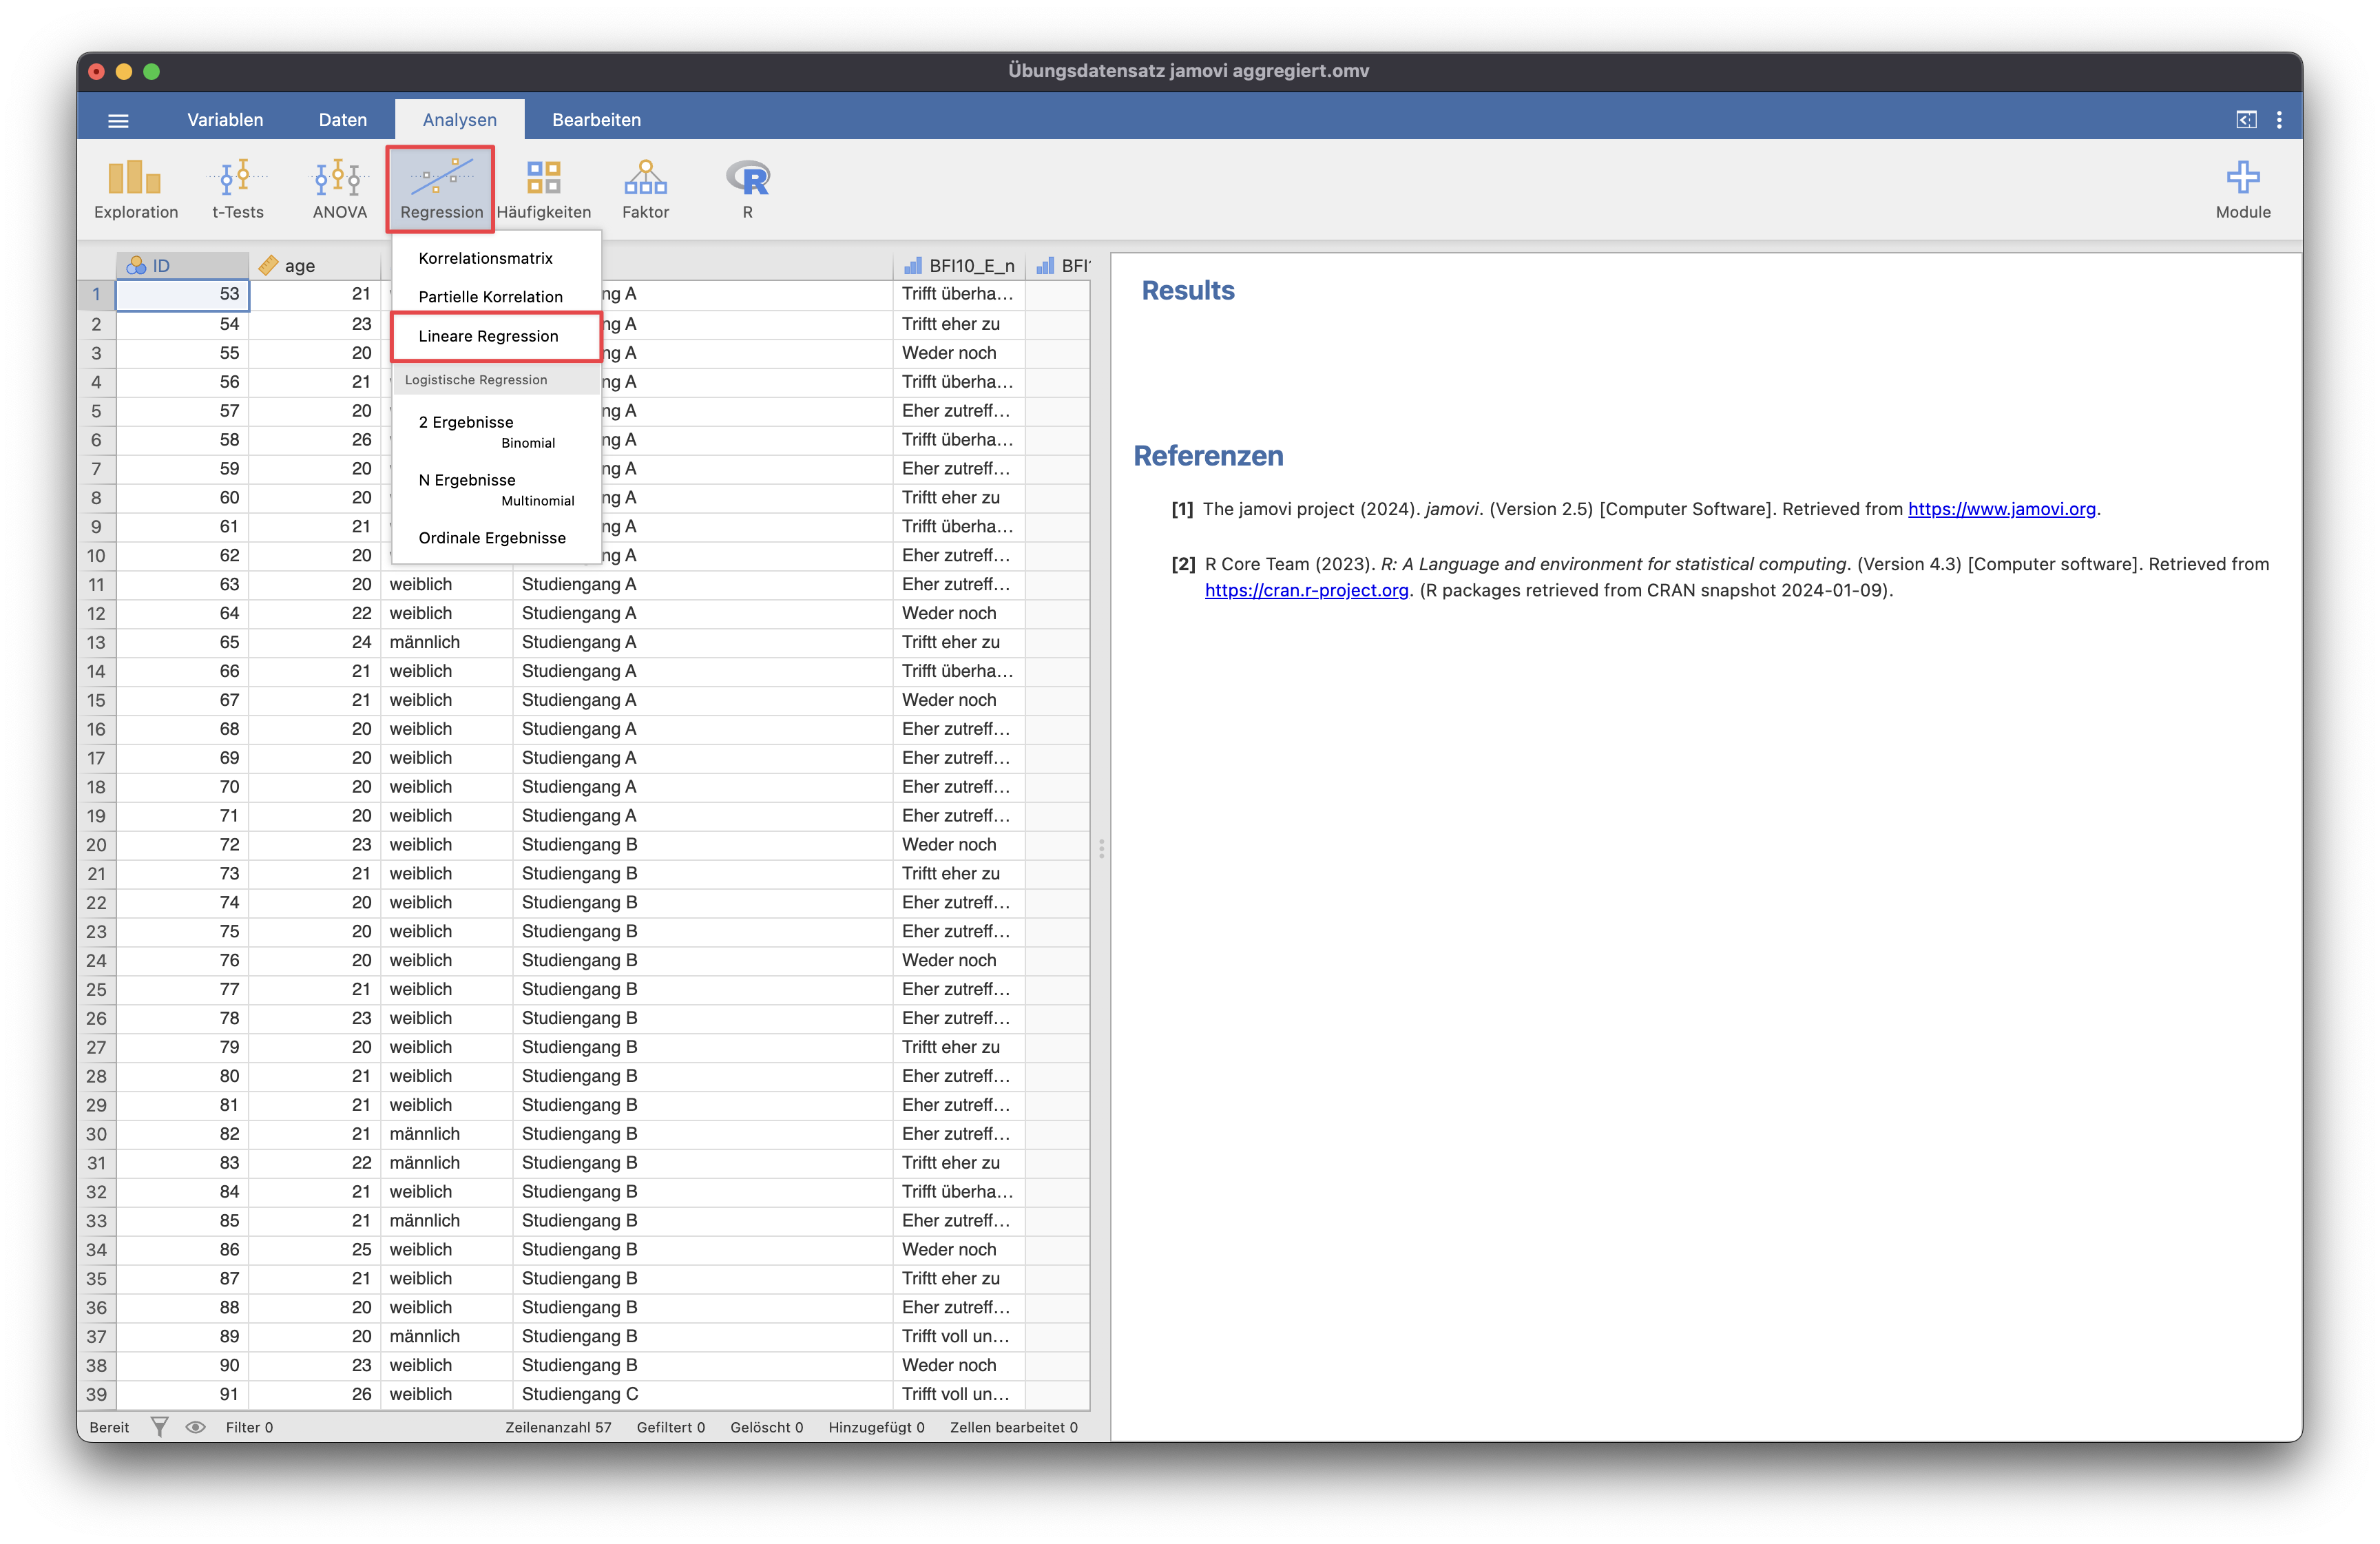 Übungsdatensatz jamovi aggregiert.omv
Variablen Daten Analysen Bearbeiten
Exploration t-Tests ANOVA Regression Häufigkeiten Faktor R Module
Korrelationsmatrix
Partielle Korrelation
Lineare Regression
Logistische Regression
2 Ergebnisse
Binomial
N Ergebnisse
Multinomial
Ordinale Ergebnisse
ID age BFI10_E_n
1 53 21 ng A Trifft überha...
2 54 23 ng A Triftt eher zu
3 55 20 ng A Weder noch
4 56 21 ng A Trifft überha...
5 57 20 ng A Eher zutreff...
6 58 26 ng A Trifft überha...
7 59 20 ng A Eher zutreff...
8 60 20 ng A Triftt eher zu
9 61 21 ng A Trifft überha...
10 62 20 ng A Eher zutreff...
11 63 20 weiblich Studiengang A Eher zutreff...
12 64 22 weiblich Studiengang A Weder noch
13 65 24 männlich Studiengang A Triftt eher zu
14 66 21 weiblich Studiengang A Trifft überha...
15 67 21 weiblich Studiengang A Weder noch
16 68 20 weiblich Studiengang A Eher zutreff...
17 69 20 weiblich Studiengang A Eher zutreff...
18 70 20 weiblich Studiengang A Eher zutreff...
19 71 20 weiblich Studiengang A Eher zutreff...
20 72 23 weiblich Studiengang B Weder noch
21 73 21 weiblich Studiengang B Triftt eher zu
22 74 20 weiblich Studiengang B Eher zutreff...
23 75 20 weiblich Studiengang B Eher zutreff...
24 76 20 weiblich Studiengang B Weder noch
25 77 21 weiblich Studiengang B Eher zutreff...
26 78 23 weiblich Studiengang B Eher zutreff...
27 79 20 weiblich Studiengang B Triftt eher zu
28 80 21 weiblich Studiengang B Eher zutreff...
29 81 21 weiblich Studiengang B Eher zutreff...
30 82 21 männlich Studiengang B Eher zutreff...
31 83 22 männlich Studiengang B Triftt eher zu
32 84 21 weiblich Studiengang B Trifft überha...
33 85 21 männlich Studiengang B Eher zutreff...
34 86 25 weiblich Studiengang B Weder noch
35 87 21 weiblich Studiengang B Triftt eher zu
36 88 20 weiblich Studiengang B Eher zutreff...
37 89 20 männlich Studiengang B Trifft voll un...
38 90 23 weiblich Studiengang B Weder noch
39 91 26 weiblich Studiengang C Trifft voll un...
Bereit Filter 0 Zeilenanzahl 57 Gefiltert 0 Gelöscht 0 Hinzugefügt 0 Zellen bearbeitet 0
Results
Referenzen
[1] The jamovi project (2024). jamovi. (Version 2.5) [Computer Software]. Retrieved from https://www.jamovi.org.
[2] R Core Team (2023). R: A Language and environment for statistical computing. (Version 4.3) [Computer software]. Retrieved from
https://cran.r-project.org. (R packages retrieved from CRAN snapshot 2024-01-09).